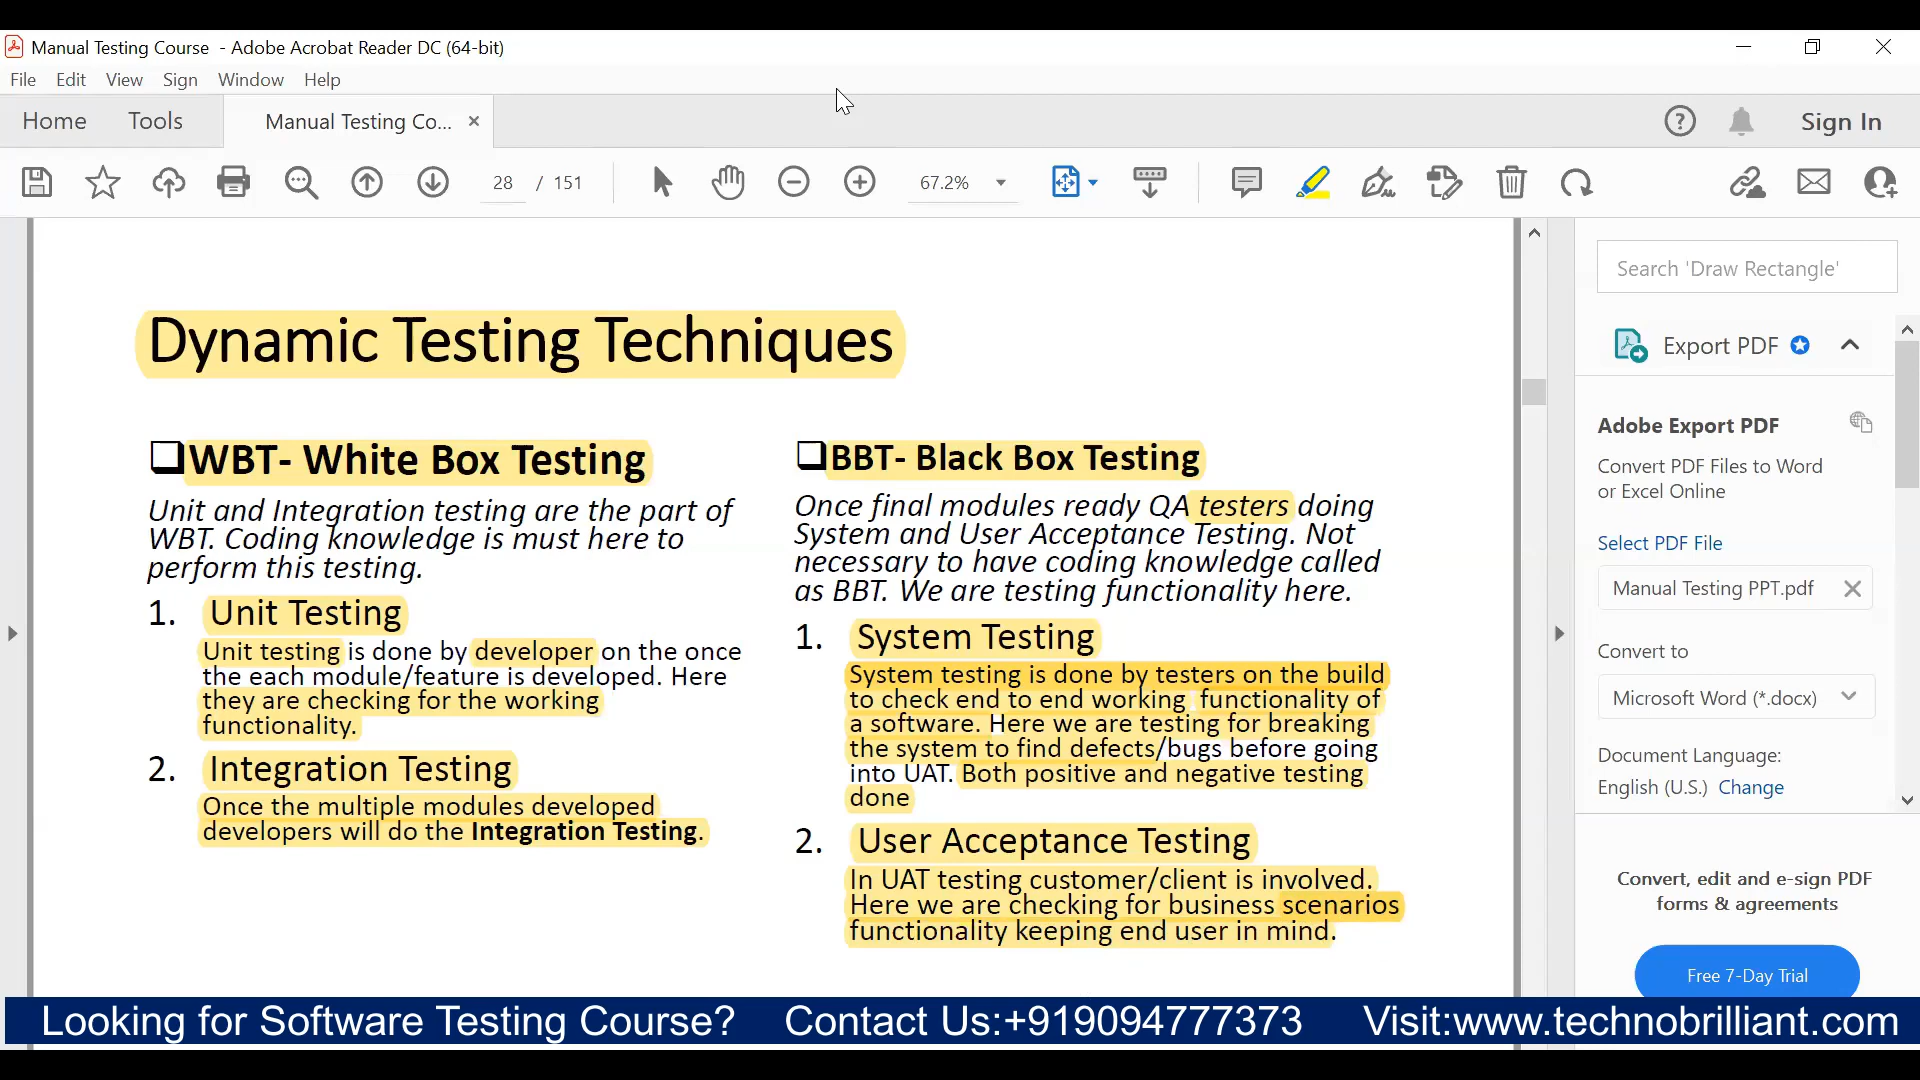 Manual Testing Course - Adobe Acrobat Reader DC (64-bit)
File Edit View Sign Window Help
Home Tools Manual Testing Co... Sign In
28 / 151 67.2%
Dynamic Testing Techniques
WBT- White Box Testing
Unit and Integration testing are the part of
WBT. Coding knowledge is must here to
perform this testing.
1. Unit Testing
Unit testing is done by developer on the once
the each module/feature is developed. Here
they are checking for the working
functionality.
2. Integration Testing
Once the multiple modules developed
developers will do the Integration Testing.
BBT- Black Box Testing
Once final modules ready QA testers doing
System and User Acceptance Testing. Not
necessary to have coding knowledge called
as BBT. We are testing functionality here.
1. System Testing
System testing is done by testers on the build
to check end to end working functionality of
a software. Here we are testing for breaking
the system to find defects/bugs before going
into UAT. Both positive and negative testing
done
2. User Acceptance Testing
In UAT testing customer/client is involved.
Here we are checking for business scenarios
functionality keeping end user in mind.
Search 'Draw Rectangle'
Export PDF
Adobe Export PDF
Convert PDF Files to Word
or Excel Online
Select PDF File
Manual Testing PPT.pdf
Convert to
Microsoft Word (*.docx)
Document Language:
English (U.S.) Change
Convert, edit and e-sign PDF
forms & agreements
Free 7-Day Trial
Looking for Software Testing Course? Contact Us:+919094777373 Visit:www.technobrilliant.com